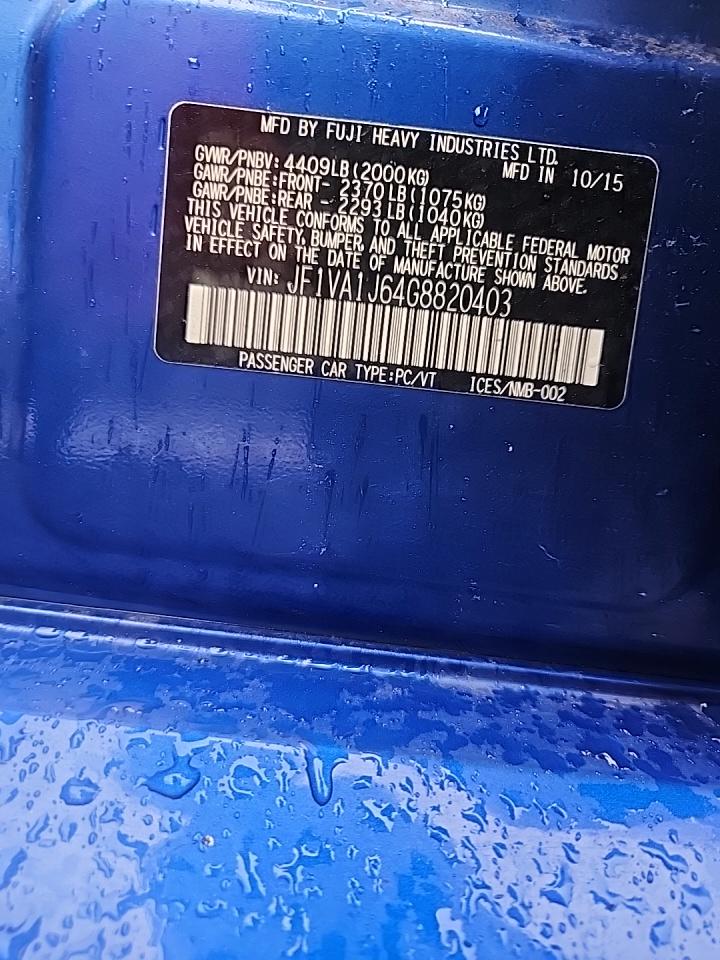 MFD BY FUJI HEAVY INDUSTRIES LTD.
GVWR/PNBV: 4409LB(2000KG) MFD IN 10/15
GAWR/PNBE:FRONT- 2370LB(1075KG)
GAWR/PNBE:REAR - 2293LB(1040KG)
THIS VEHICLE CONFORMS TO ALL APPLICABLE FEDERAL MOTOR
VEHICLE SAFETY, BUMPER, AND THEFT PREVENTION STANDARDS
IN EFFECT ON THE DATE OF MANUFACTURE SHOWN ABOVE.
VIN: JF1VA1J64G8820403
PASSENGER CAR TYPE:PC/VT ICES/NMB-002